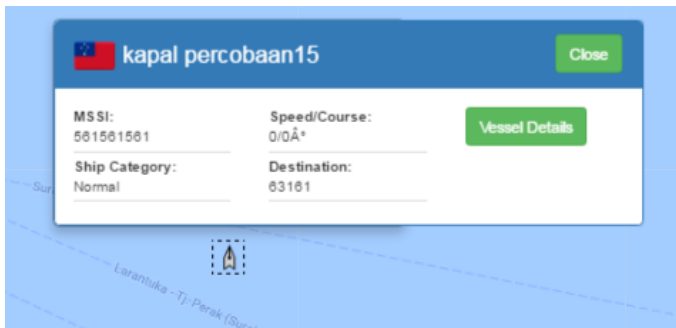 kapal percobaan15
Close
MSSI:
561561561
Speed/Course:
0/0Â°
Vessel Details
Ship Category:
Normal
Destination:
63161
Larantuka - Tj. Perak (Sura